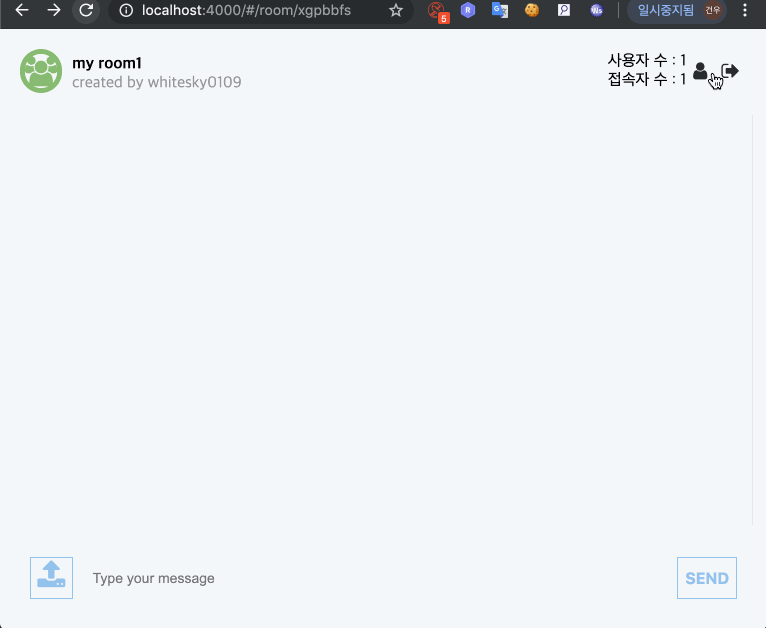 localhost:4000/#/room/xgpbbfs
5
일시중지됨
건우
my room1
created by whitesky0109
사용자 수 : 1
접속자 수 : 1
Type your message
SEND